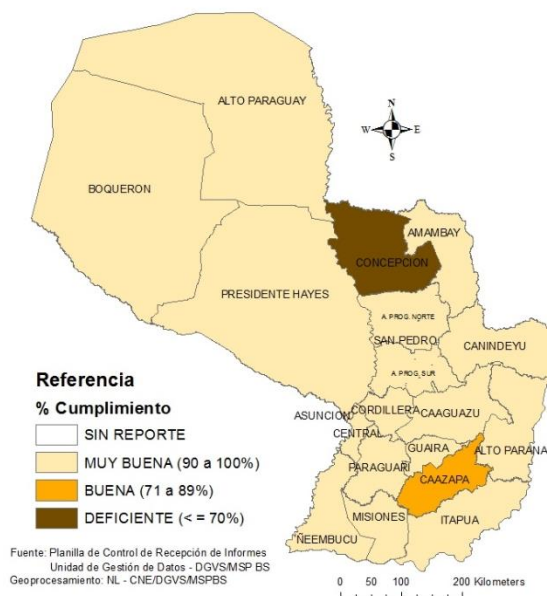 ALTO PARAGUAY
N
W E
S
BOQUERON
AMAMBAY
CONCEPCION
PRESIDENTE HAYES
A. PROG. NORTE
SAN PEDRO
CANINDEYU
A. PROG. SUR
ASUNCION
CORDILLERA
CAAGUAZU
CENTRAL
GUAIRA
ALTO PARANA
PARAGUARI
CAAZAPA
MISIONES
ITAPUA
ÑEEMBUCU
Referencia
% Cumplimiento
SIN REPORTE
MUY BUENA (90 a 100%)
BUENA (71 a 89%)
DEFICIENTE (< = 70%)
Fuente: Planilla de Control de Recepción de Informes
Unidad de Gestión de Datos - DGVS/MSP BS
Geoprocesamiento: NL - CNE/DGVS/MSPBS
0 50 100 200 Kilometers